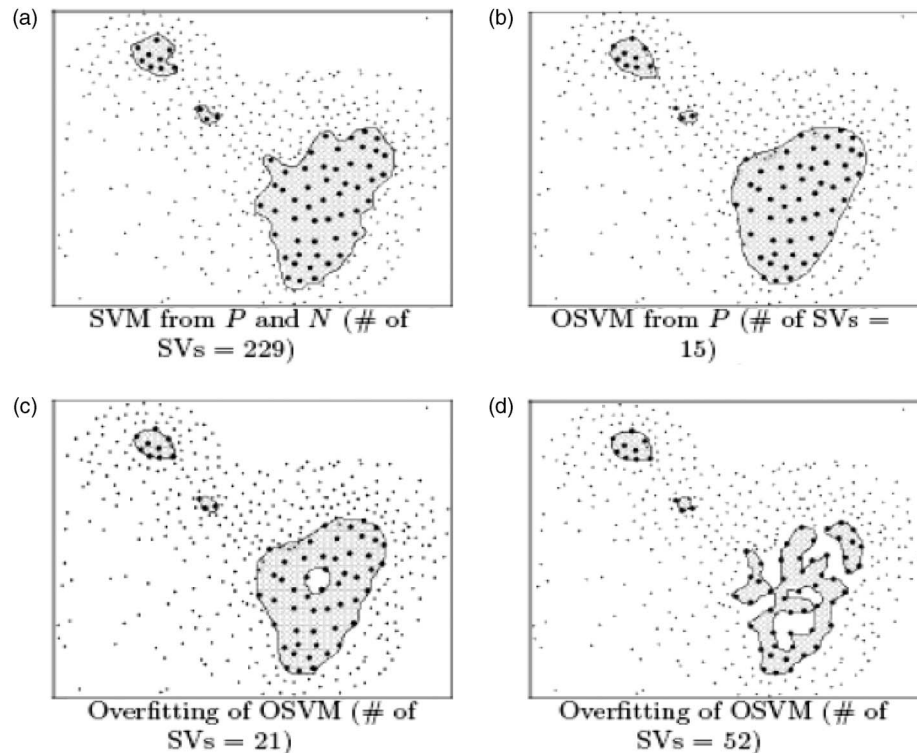 (a)
(b)
SVM from P and N (# of
SVs = 229)
OSVM from P (# of SVs =
15)
(c)
(d)
Overfitting of OSVM (# of
SVs = 21)
Overfitting of OSVM (# of
SVs = 52)